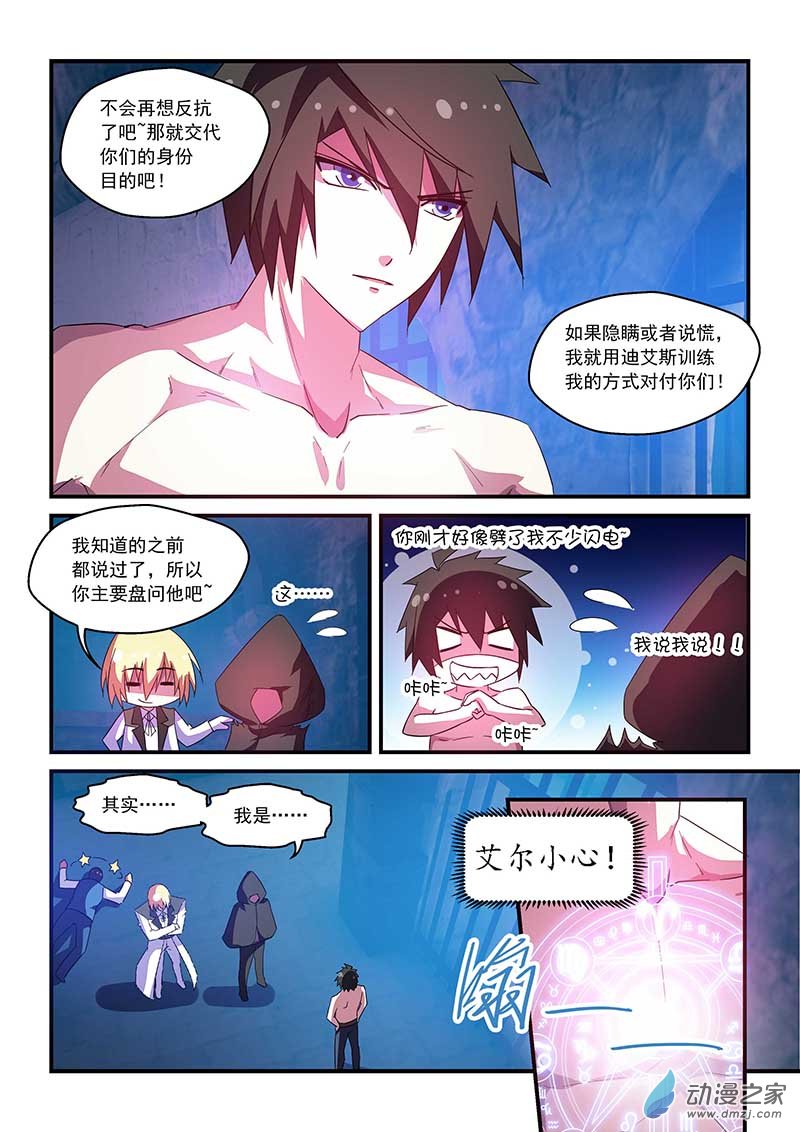 不会再想反抗
了吧~那就交代
你们的身份
目的吧！
如果隐瞒或者说慌，
我就用迪艾斯训练
我的方式对付你们！
我知道的之前
都说过了，所以
你主要盘问他吧~
这……
你刚才好像劈了我不少闪电~
我说我说！！
咔咔~
咔咔~
其实……
我是……
艾尔小心！
嗡——
动漫之家
www.dmzj.com